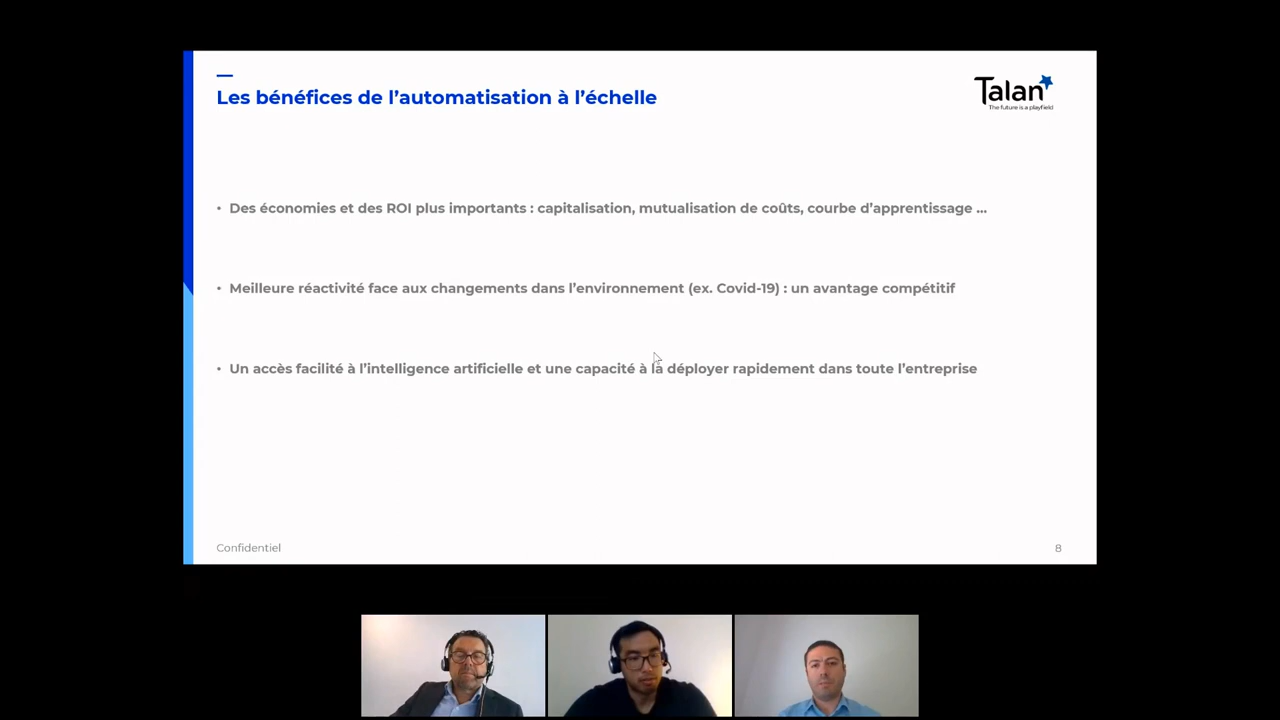 Les bénéfices de l’automatisation à l’échelle
Talan
The future is a playfield
• Des économies et des ROI plus importants : capitalisation, mutualisation de coûts, courbe d’apprentissage ...
• Meilleure réactivité face aux changements dans l’environnement (ex. Covid-19) : un avantage compétitif
• Un accès facilité à l’intelligence artificielle et une capacité à la déployer rapidement dans toute l’entreprise
Confidentiel
8